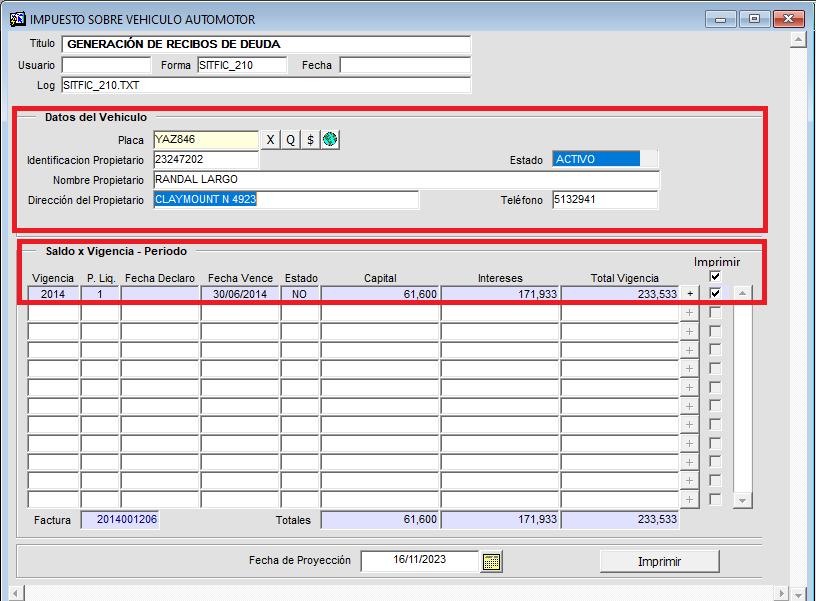 IMPUESTO SOBRE VEHICULO AUTOMOTOR
Titulo GENERACIÓN DE RECIBOS DE DEUDA
Usuario Forma SITFIC_210 Fecha
Log SITFIC_210.TXT
Datos del Vehiculo
Placa YAZ846 X Q $
Identificacion Propietario 23247202 Estado ACTIVO
Nombre Propietario RANDAL LARGO
Dirección del Propietario CLAYMOUNT N 4923 Teléfono 5132941
Saldo x Vigencia - Periodo
Imprimir
Vigencia P. Liq. Fecha Declaro Fecha Vence Estado Capital Intereses Total Vigencia
2014 1 30/06/2014 NO 61,600 171,933 233,533 +
+
+
+
+
+
+
+
+
+
+
+
Factura 2014001206 Totales 61,600 171,933 233,533
Fecha de Proyección 16/11/2023 Imprimir